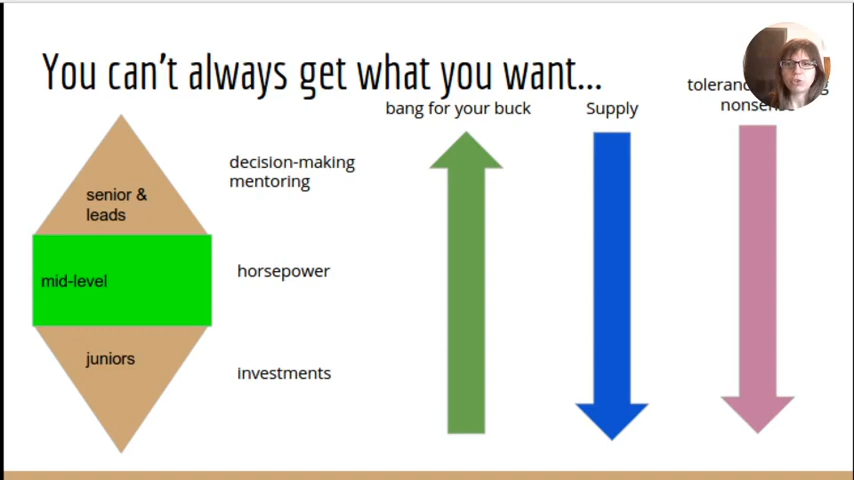 You can't always get what you want...
bang for your buck
Supply
nonsense
decision-making
mentoring
senior &
leads
mid-level
horsepower
juniors
investments